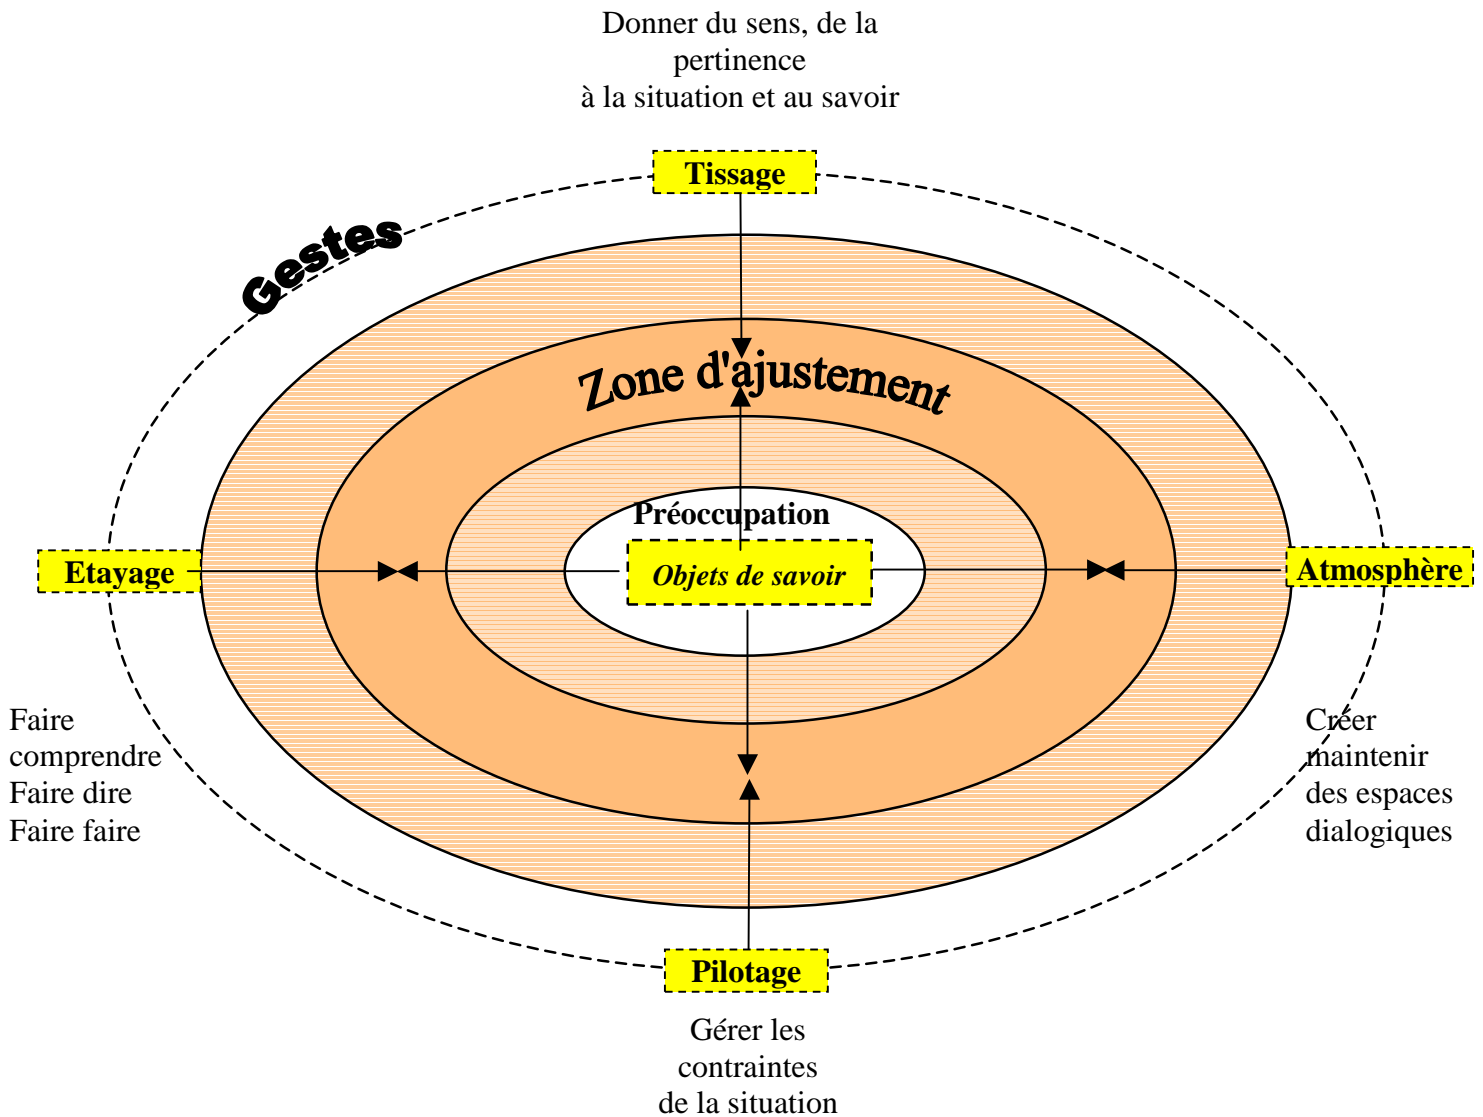 Donner du sens, de la
pertinence
à la situation et au savoir
Tissage
Gestes
Zone d'ajustement
Préoccupation
Objets de savoir
Etayage
Atmosphère
Faire
comprendre
Faire dire
Faire faire
Créer
maintenir
des espaces
dialogiques
Pilotage
Gérer les
contraintes
de la situation